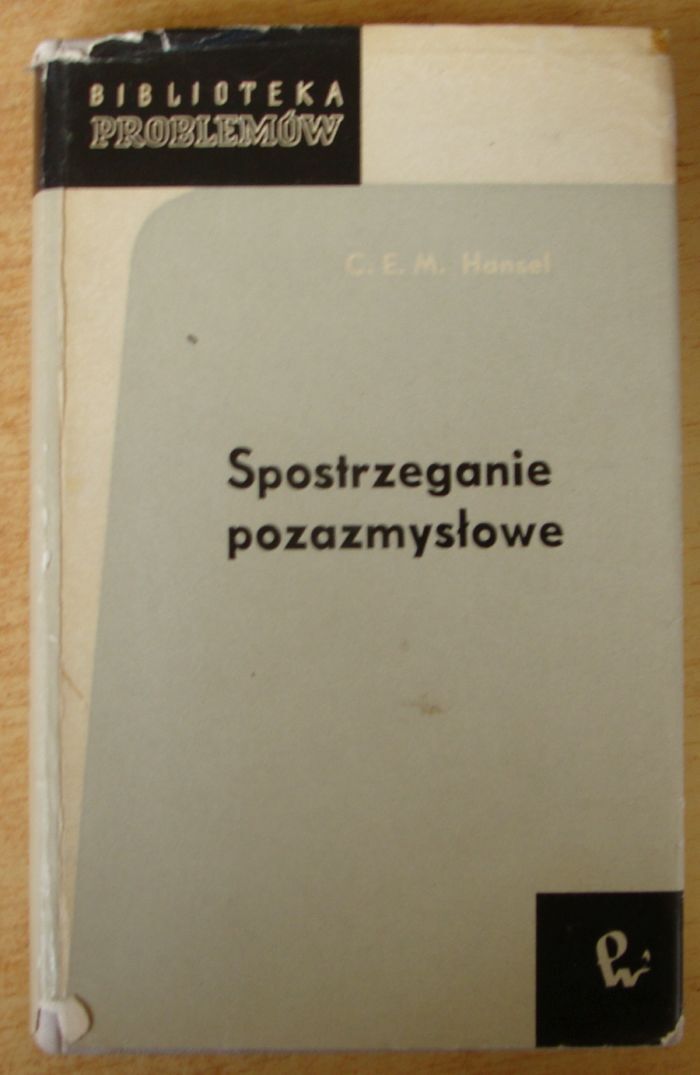 BIBLIOTEKA
PROBLEMÓW
C. E. M. Hansel
Spostrzeganie
pozazmysłowe